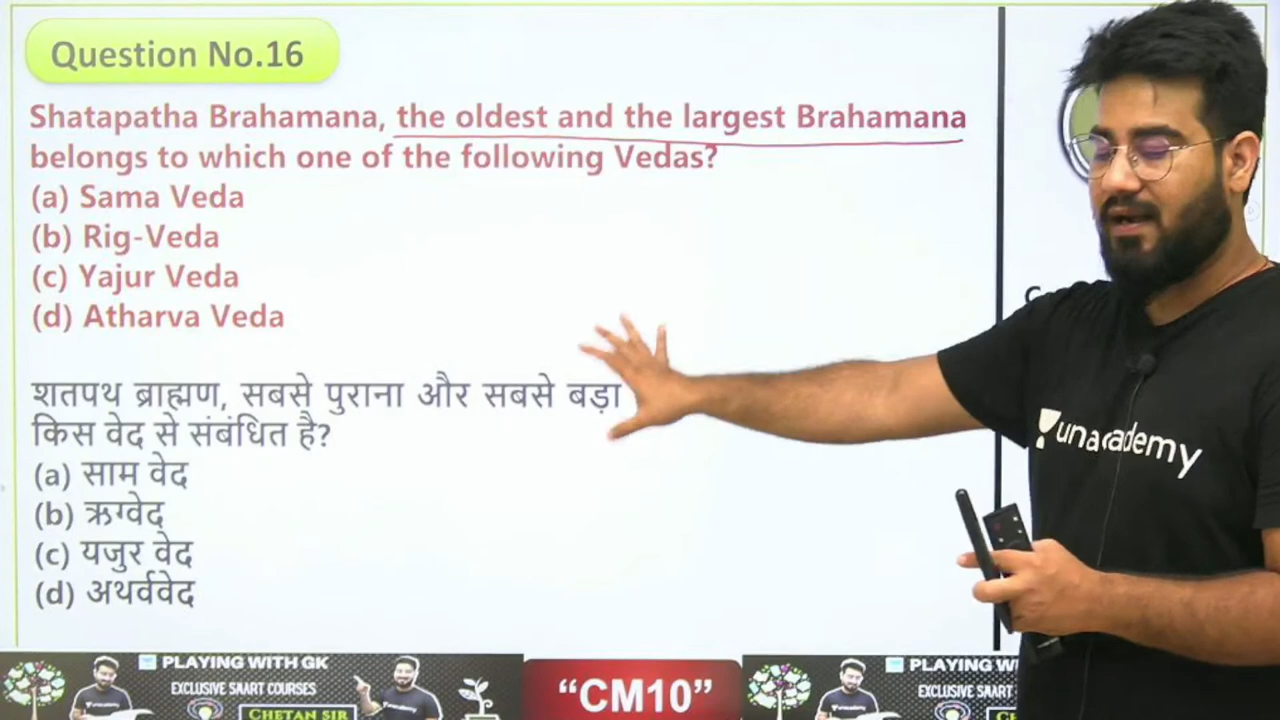 Question No.16
Shatapatha Brahamana, the oldest and the largest Brahamana
belongs to which one of the following Vedas?
(a) Sama Veda
(b) Rig-Veda
(c) Yajur Veda
(d) Atharva Veda
शतपथ ब्राह्मण, सबसे पुराना और सबसे बड़ा
किस वेद से संबंधित है?
(a) साम वेद
(b) ऋग्वेद
(c) यजुर वेद
(d) अथर्ववेद
unacademy
PLAYING WITH GK
EXCLUSIVE SAART COURSES
CHETAN SIR
“CM10”
PLAYING WI
EXCLUSIVE SAART